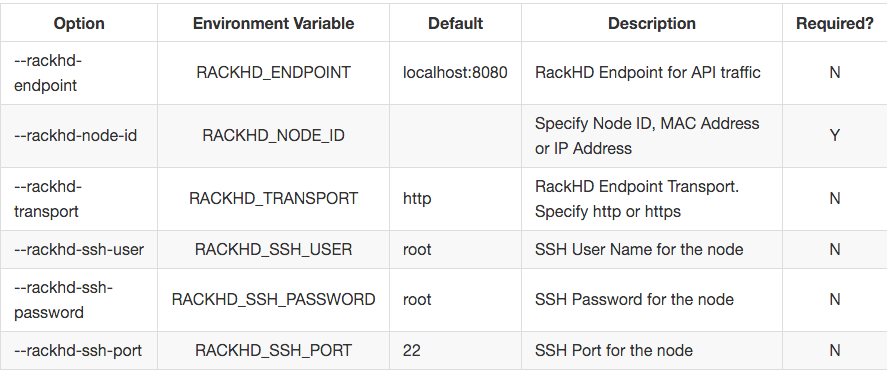 Option Environment Variable Default Description Required?
--rackhd-
endpoint RACKHD_ENDPOINT localhost:8080 RackHD Endpoint for API traffic N
--rackhd-node-id RACKHD_NODE_ID Specify Node ID, MAC Address
or IP Address Y
--rackhd-
transport RACKHD_TRANSPORT http RackHD Endpoint Transport.
Specify http or https N
--rackhd-ssh-user RACKHD_SSH_USER root SSH User Name for the node N
--rackhd-ssh-
password RACKHD_SSH_PASSWORD root SSH Password for the node N
--rackhd-ssh-port RACKHD_SSH_PORT 22 SSH Port for the node N